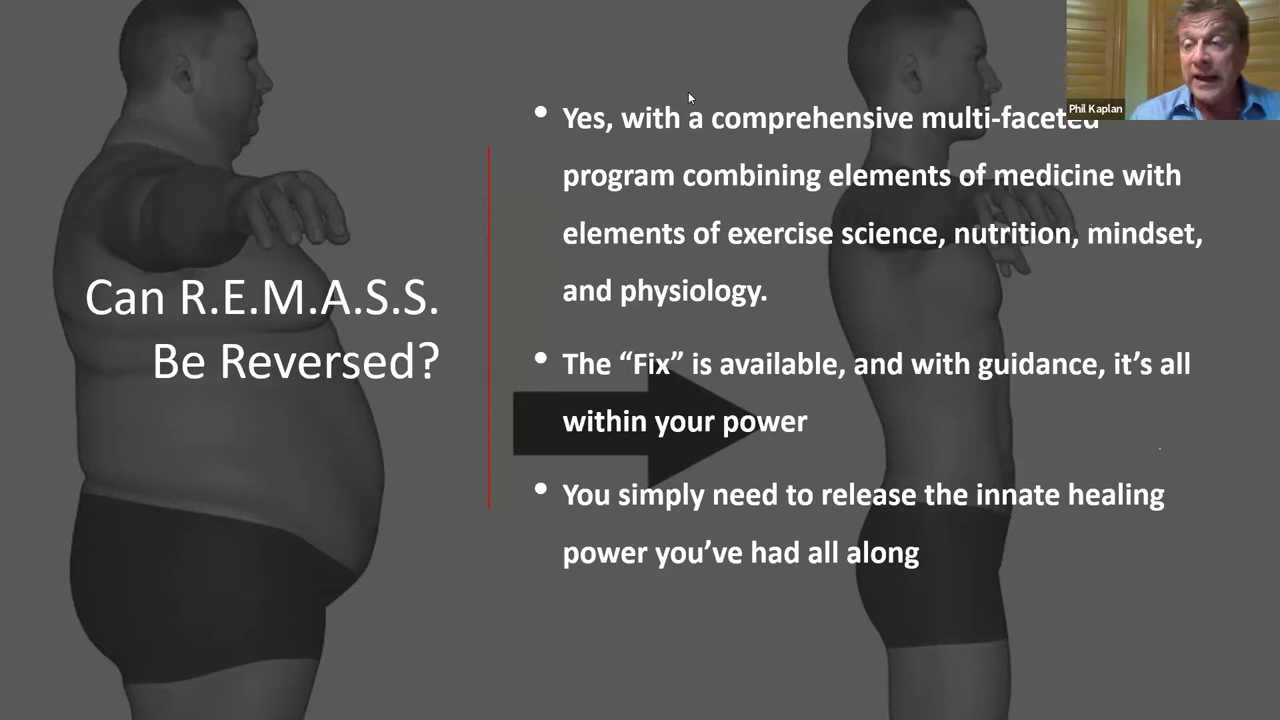 Can R.E.M.A.S.S.
Be Reversed?
• Yes, with a comprehensive multi-faceted
program combining elements of medicine with
elements of exercise science, nutrition, mindset,
and physiology.
• The “Fix” is available, and with guidance, it’s all
within your power
• You simply need to release the innate healing
power you’ve had all along
Phil Kaplan